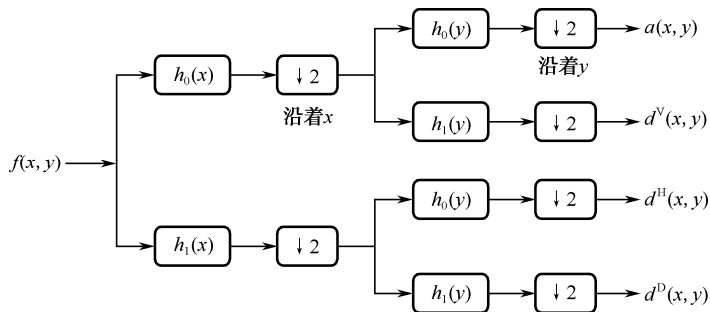 h₀(y) ↓2 a(x, y)
沿着y
h₀(x) ↓2
沿着x
h₁(y) ↓2 dⱽ(x, y)
f(x, y)
h₀(y) ↓2 dᴴ(x, y)
h₁(x) ↓2
h₁(y) ↓2 dᴰ(x, y)